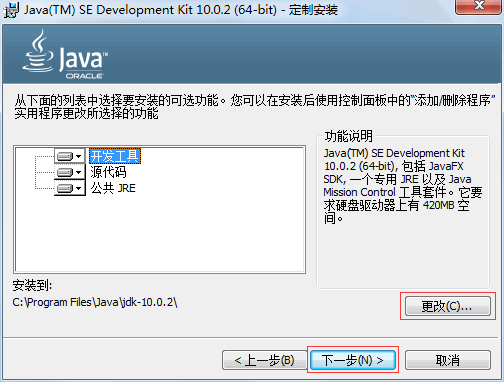 Java(TM) SE Development Kit 10.0.2 (64-bit) - 定制安装
Java
ORACLE
从下面的列表中选择要安装的可选功能。您可以在安装后使用控制面板中的“添加/删除程序”
实用程序更改所选择的功能
开发工具
源代码
公共 JRE
功能说明
Java(TM) SE Development Kit
10.0.2 (64-bit), 包括 JavaFX
SDK, 一个专用 JRE 以及 Java
Mission Control 工具套件。它要
求硬盘驱动器上有 420MB 空
间。
安装到:
C:\Program Files\Java\jdk-10.0.2\
更改(C)...
< 上一步(B)
下一步(N) >
取消